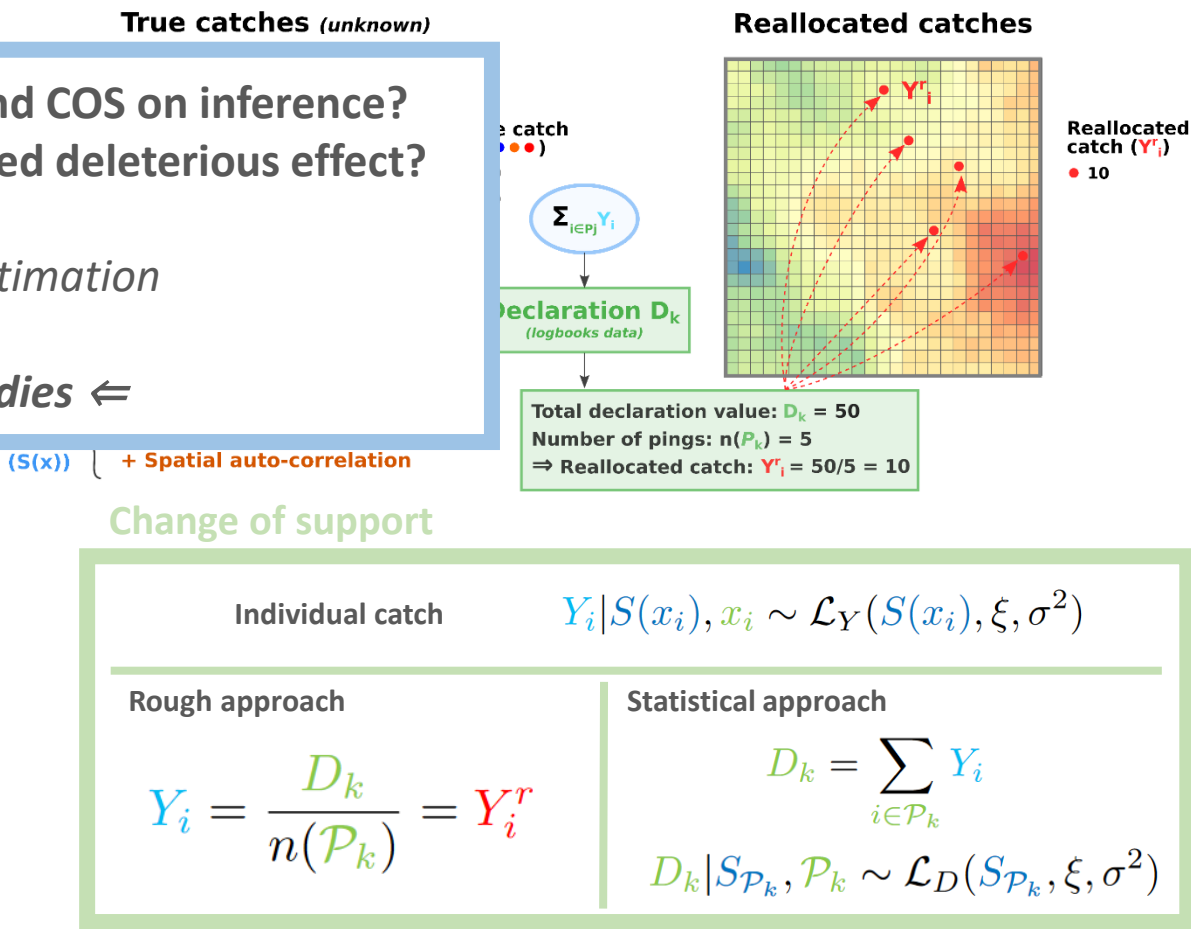 True catches (unknown)
Reallocated catches
nd COS on inference?
ed deleterious effect?
timation
dies ⇐
catch
)
Σi∈Pj Yi
eclaration Dk
(logbooks data)
Total declaration value: Dk = 50
Number of pings: n(Pk) = 5
⇒ Reallocated catch: Yʳi = 50/5 = 10
Yʳi
Reallocated
catch (Yʳi)
10
(S(x))
+ Spatial auto-correlation
Change of support
Individual catch
Yi|S(xi), xi ∼ 𝓛Y(S(xi), ξ, σ²)
Rough approach
Yi = Dk / n(𝒫k) = Yiʳ
Statistical approach
Dk = ∑i∈𝒫k Yi
Dk|S𝒫k, 𝒫k ∼ 𝓛D(S𝒫k, ξ, σ²)